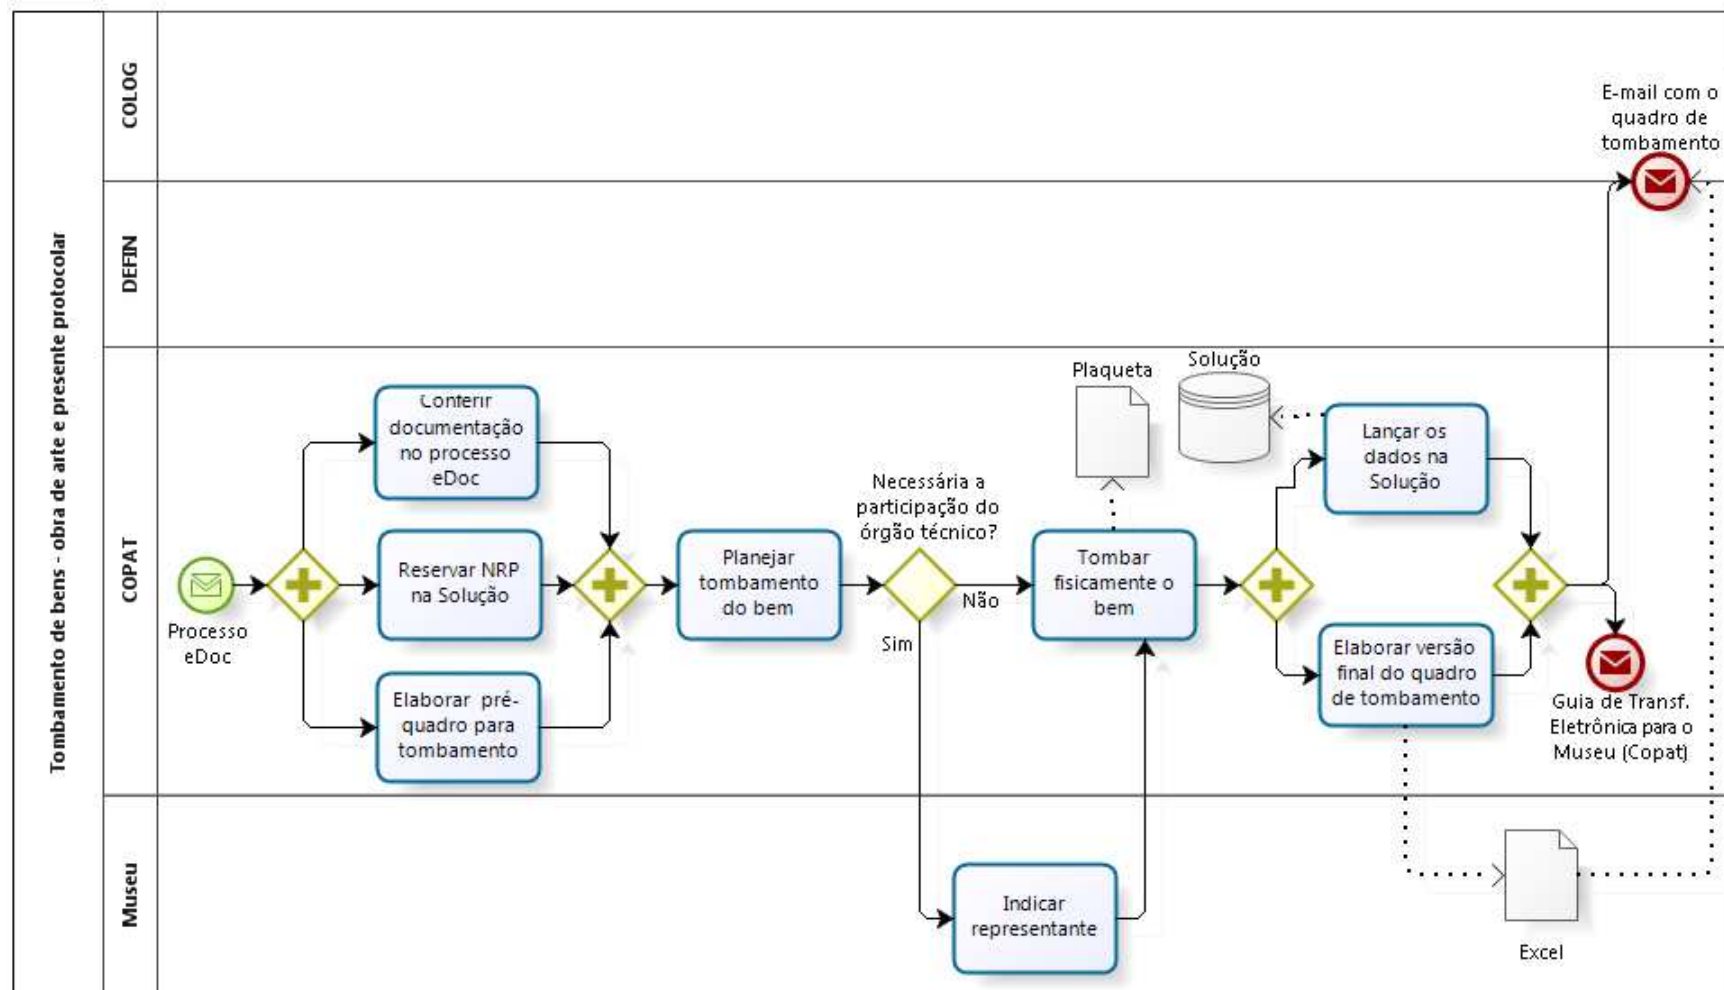 Tombamento de bens - obra de arte e presente protocolar
COLOG
E-mail com o
quadro de
tombamento
DEFIN
COPAT
Processo
eDoc
Conferir
documentação
no processo
eDoc
Reservar NRP
na Solução
Elaborar pré-
quadro para
tombamento
Planejar
tombamento
do bem
Necessária a
participação do
órgão técnico?
Não
Sim
Plaqueta
Tombar
fisicamente o
bem
Solução
Lançar os
dados na
Solução
Elaborar versão
final do quadro
de tombamento
Guia de Transf.
Eletrônica para o
Museu (Copat)
Museu
Indicar
representante
Excel